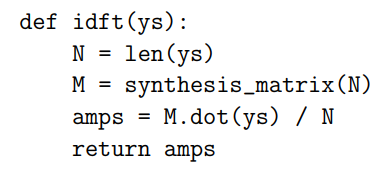 def idft(ys):
    N = len(ys)
    M = synthesis_matrix(N)
    amps = M.dot(ys) / N
    return amps